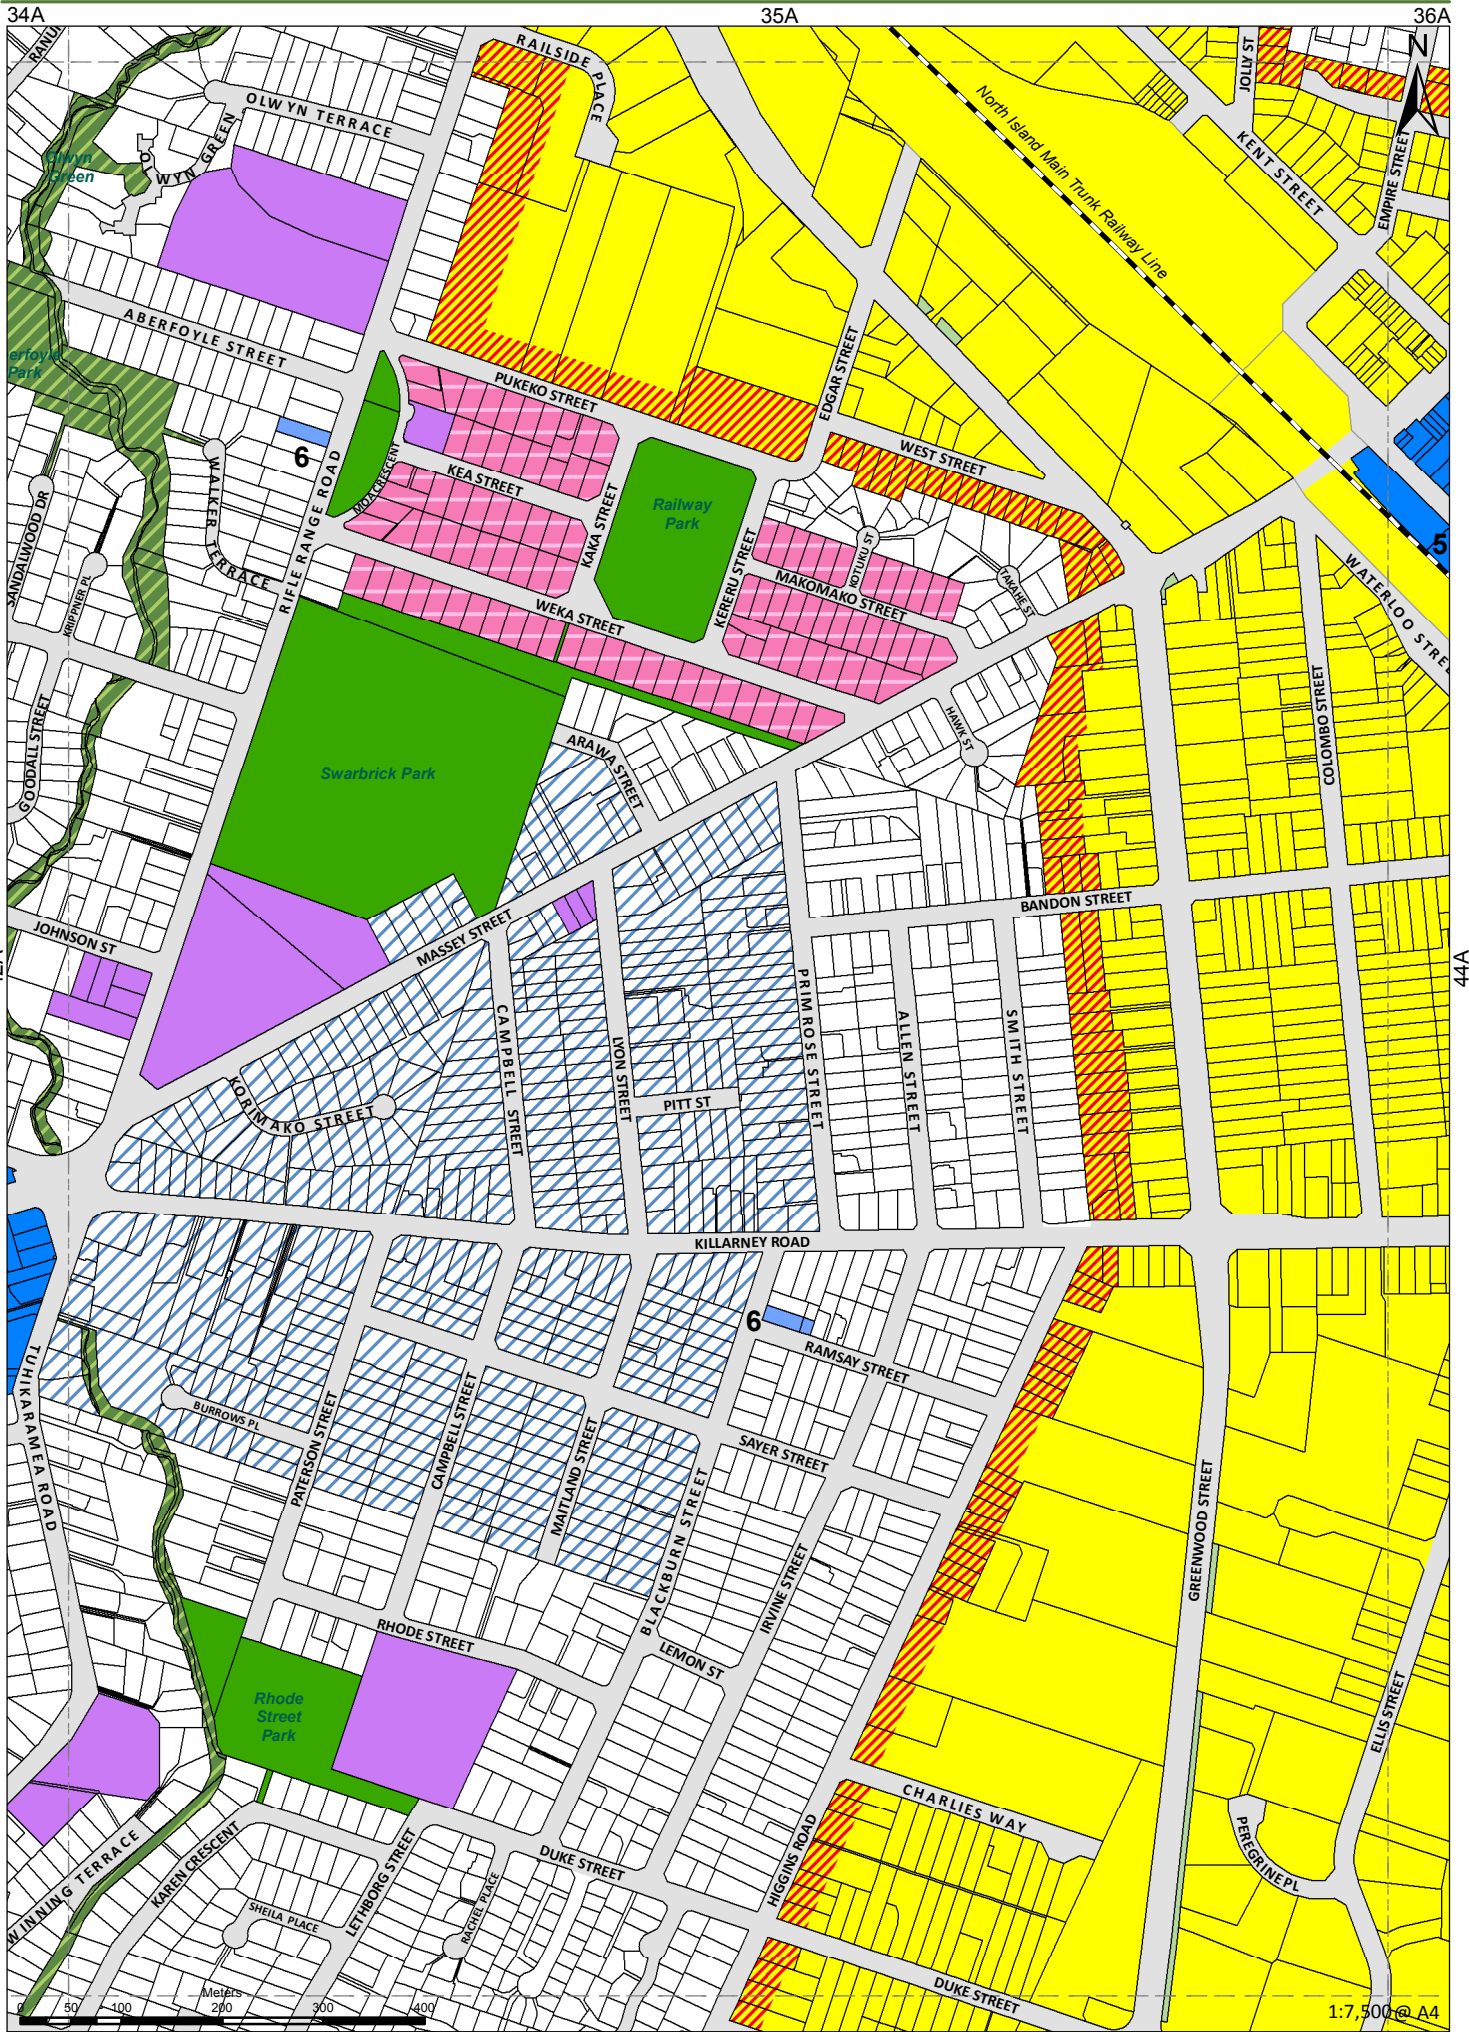 34A
35A
36A
RAILSIDE PLACE
JOLLY ST
N
OLWYN TERRACE
North Island Main Trunk Railway Line
KENT STREET
EMPIRE STREET
Olwyn
Green
OLWYN GREEN
ABERFOYLE STREET
erfoyle
Park
PUKEKO STREET
EDGAR STREET
WEST STREET
6
RIFLE RANGE ROAD
WALKER TERRACE
MOA CRESCENT
KEA STREET
KAKA STREET
Railway
Park
KERERU STREET
KOTUKU ST
MAKOMAKO STREET
TAKAHE ST
5
WATERLOO STREE
SANDALWOOD DR
KRIPPNER PL
WEKA STREET
GOODALL STREET
HAWK ST
COLOMBO STREET
ARAWA STREET
Swarbrick Park
BANDON STREET
JOHNSON ST
MASSEY STREET
44A
CAMPBELL STREET
LYON STREET
PRIMROSE STREET
ALLEN STREET
SMITH STREET
KORIMAKO STREET
PITT ST
KILLARNEY ROAD
6
RAMSAY STREET
TUHIKARAMEA ROAD
BURROWS PL
PATERSON STREET
CAMPBELL STREET
MAITLAND STREET
SAYER STREET
BLACKBURN STREET
IRVINE STREET
GREENWOOD STREET
RHODE STREET
LEMON ST
ELLIS STREET
Rhode
Street
Park
CHARLIES WAY
HIGGINS ROAD
PEREGRINE PL
WINNING TERRACE
KAREN CRESCENT
SHEILA PLACE
LETHBORG STREET
RACHEL PLACE
DUKE STREET
DUKE STREET
Meters
0 50 100 200 300 400
1:7,500 @ A4